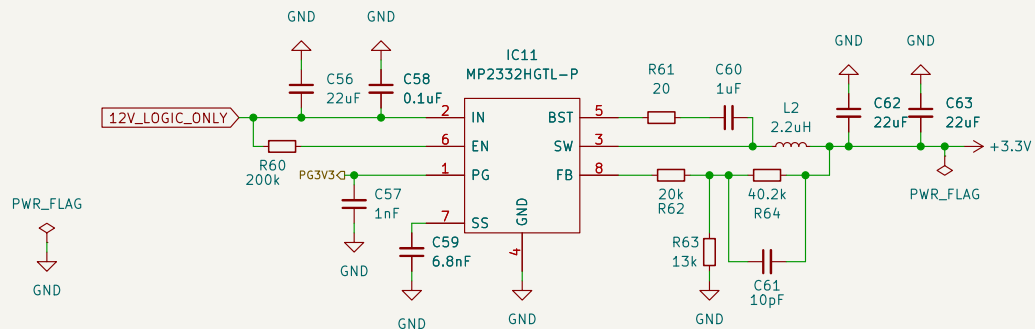 GND
GND
IC11
MP2332HGTL-P
GND
GND
C56
22uF
C58
0.1uF
R61
20
C60
1uF
L2
2.2uH
C62
22uF
C63
22uF
12V_LOGIC_ONLY
2
IN
BST
5
6
EN
SW
3
+3.3V
R60
200k
PG3V3
1
PG
FB
8
20k
R62
40.2k
R64
PWR_FLAG
PWR_FLAG
C57
1nF
7
SS
GND
4
C59
6.8nF
R63
13k
C61
10pF
GND
GND
GND
GND
GND